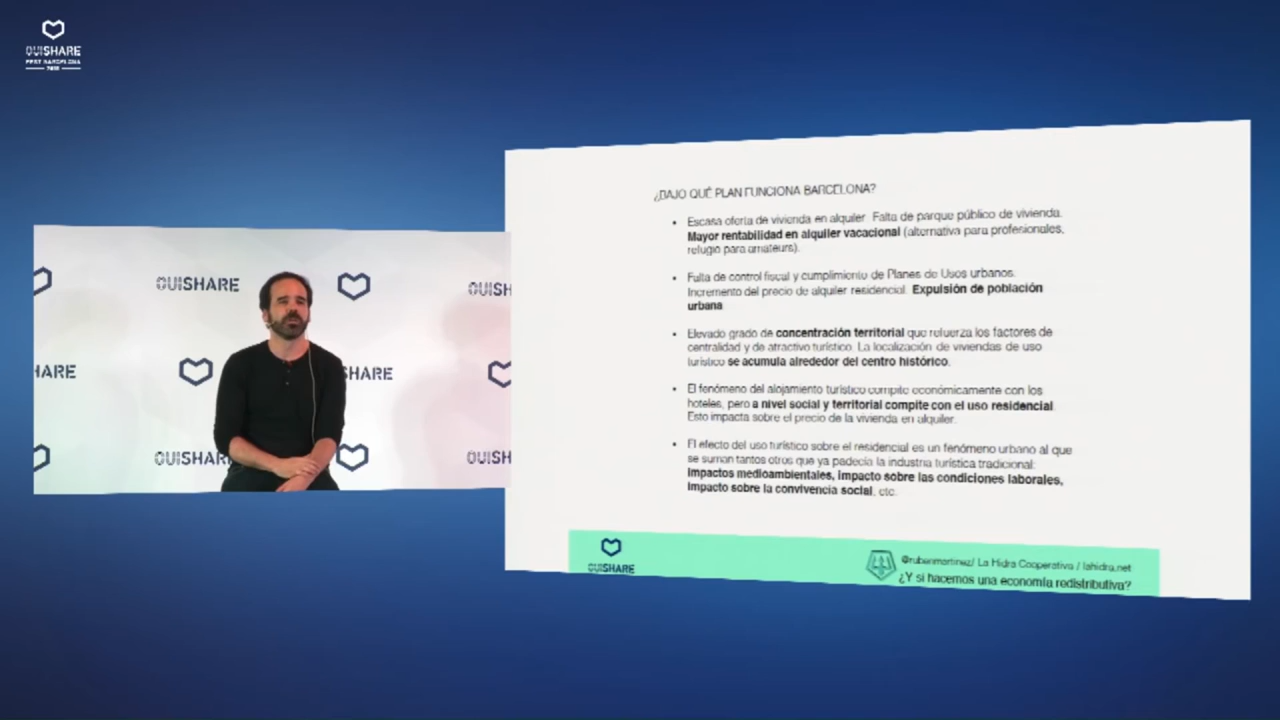 OUISHARE
FEST BARCELONA
OUISHARE
OUISH
HARE
SHARE
OUISHAR
OUISH
¿BAJO QUÉ PLAN FUNCIONA BARCELONA?
• Escasa oferta de vivienda en alquiler. Falta de parque público de vivienda.
Mayor rentabilidad en alquiler vacacional (alternativa para profesionales,
refugio para amateurs).
• Falta de control fiscal y cumplimiento de Planes de Usos urbanos.
Incremento del precio de alquiler residencial. Expulsión de población
urbana
• Elevado grado de concentración territorial que refuerza los factores de
centralidad y de atractivo turístico. La localización de viviendas de uso
turístico se acumula alrededor del centro histórico.
• El fenómeno del alojamiento turístico compite económicamente con los
hoteles, pero a nivel social y territorial compite con el uso residencial.
Esto impacta sobre el precio de la vivienda en alquiler.
• El efecto del uso turístico sobre el residencial es un fenómeno urbano al que
se suman tantos otros que ya padecía la industria turística tradicional:
impactos medioambientales, impacto sobre las condiciones laborales,
impacto sobre la convivencia social, etc.
OUISHARE
@rubenmartinez/ La Hidra Cooperativa / lahidra.net
¿Y si hacemos una economía redistributiva?